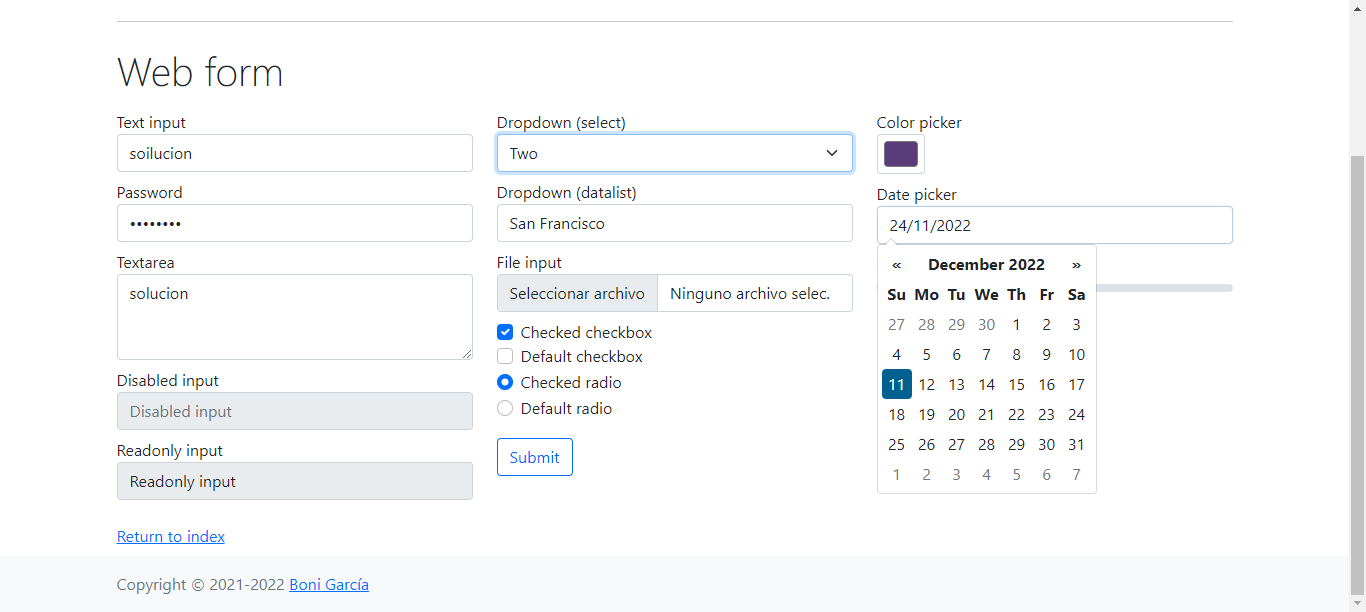 Web form
Text input
soilucion
Password
••••••••
Textarea
solucion
Disabled input
Disabled input
Readonly input
Readonly input
Dropdown (select)
Two
Dropdown (datalist)
San Francisco
File input
Seleccionar archivo Ninguno archivo selec.
Checked checkbox
Default checkbox
Checked radio
Default radio
Submit
Color picker
Date picker
24/11/2022
« December 2022 »
Su Mo Tu We Th Fr Sa
27 28 29 30 1 2 3
4 5 6 7 8 9 10
11 12 13 14 15 16 17
18 19 20 21 22 23 24
25 26 27 28 29 30 31
1 2 3 4 5 6 7
Return to index
Copyright © 2021-2022 Boni García